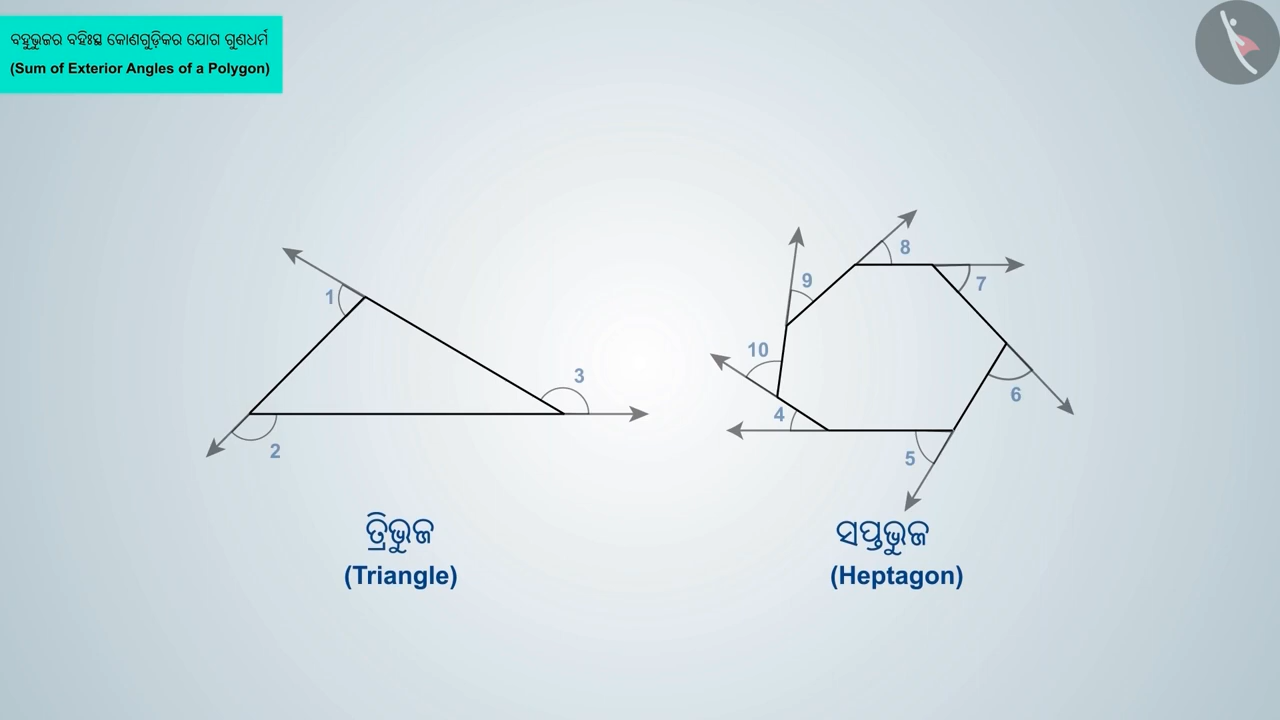 ବହୁଭୁଜର ବହିଃସ୍ଥ କୋଣଗୁଡ଼ିକର ଯୋଗ ଗୁଣଧର୍ମ
(Sum of Exterior Angles of a Polygon)
1
2
3
ତ୍ରିଭୁଜ
(Triangle)
8
9
7
10
6
4
5
ସପ୍ତଭୁଜ
(Heptagon)